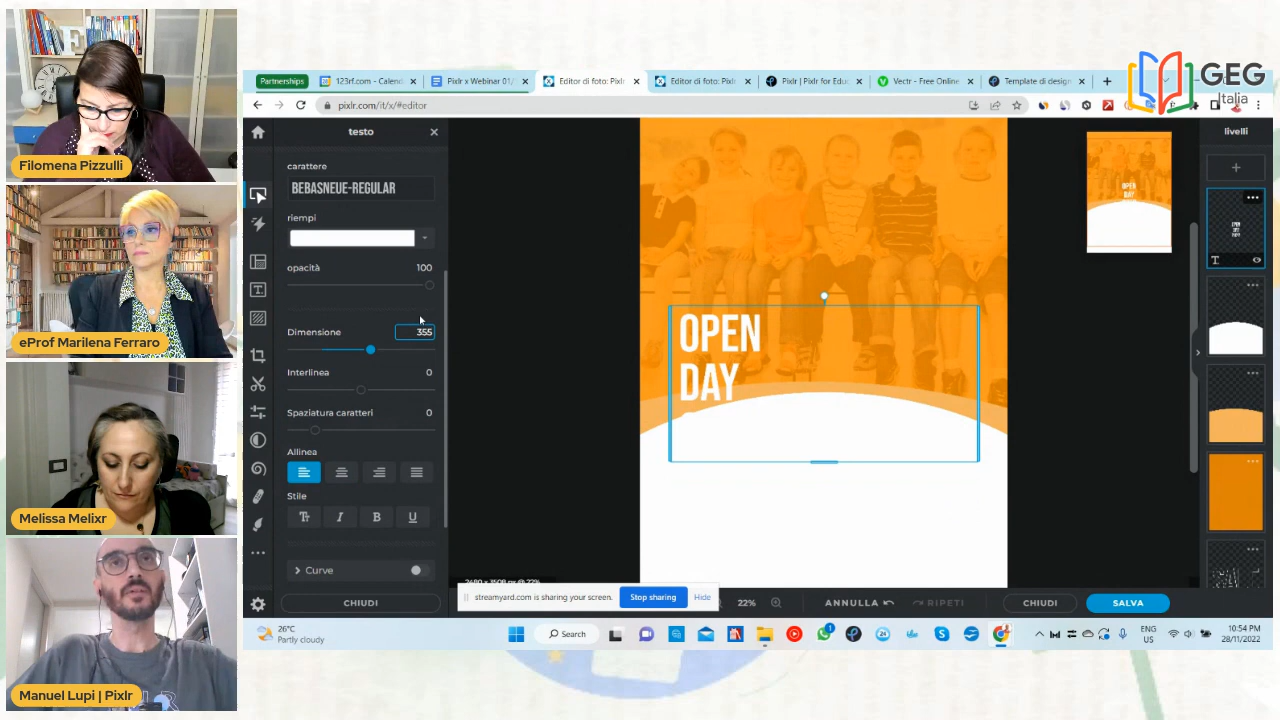 Filomena Pizzulli
eProf Marilena Ferraro
Melissa Melixr
Manuel Lupi | Pixlr
GEG
Italia
Partnerships
123rf.com - Calend
Pixlr x Webinar 01/
Editor di foto: Pixlr
Editor di foto: Pixlr
Pixlr | Pixlr for Edu
Vectr - Free Online
Template di design
pixlr.com/it/x/#editor
testo
carattere
BEBASNEUE-REGULAR
riempi
opacità 100
Dimensione 355
Interlinea 0
Spaziatura caratteri 0
Allinea
Stile
Curve
CHIUDI
OPEN
DAY
livelli
2480 x 3508 px @ 22%
streamyard.com is sharing your screen.
Stop sharing
Hide
22%
ANNULLA
RIPETI
CHIUDI
SALVA
26°C
Partly cloudy
Search
ENG
US
10:54 PM
28/11/2022